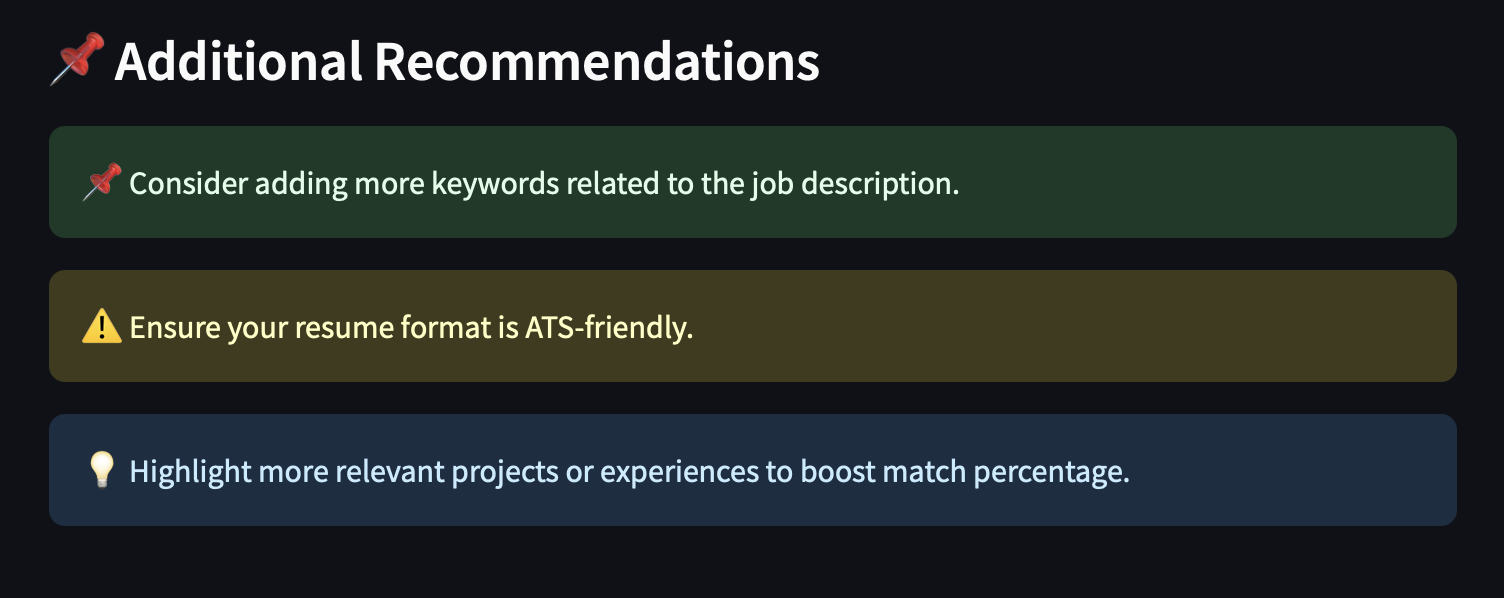 📌 Additional Recommendations
📌 Consider adding more keywords related to the job description.
⚠️ Ensure your resume format is ATS-friendly.
💡 Highlight more relevant projects or experiences to boost match percentage.